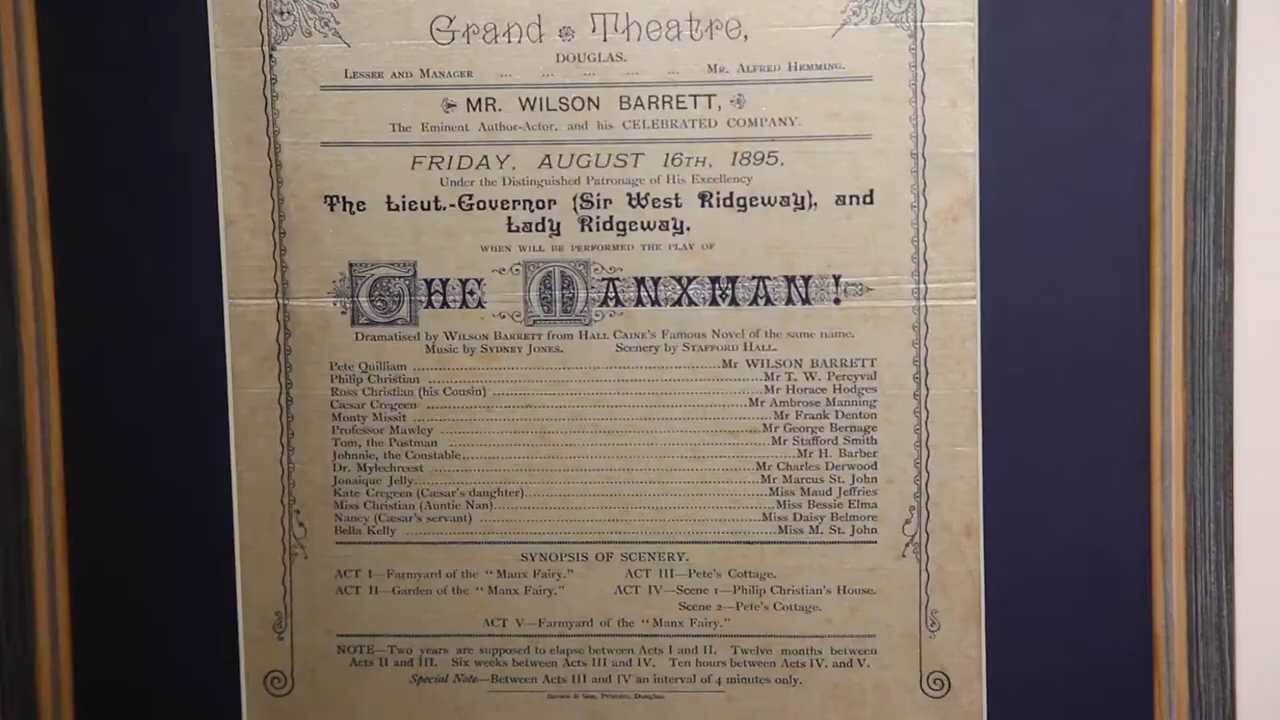 Grand Theatre,
DOUGLAS.
LESSEE AND MANAGER ... ... ... ... ... MR. ALFRED HEMMING.
MR. WILSON BARRETT,
The Eminent Author-Actor, and his CELEBRATED COMPANY.
FRIDAY, AUGUST 16TH, 1895,
Under the Distinguished Patronage of His Excellency
The Lieut.-Governor (Sir West Ridgeway), and
Lady Ridgeway,
WHEN WILL BE PERFORMED THE PLAY OF
THE MANXMAN!
Dramatised by WILSON BARRETT from HALL CAINE'S Famous Novel of the same name.
Music by SYDNEY JONES. Scenery by STAFFORD HALL.
Pete Quilliam ... Mr WILSON BARRETT
Philip Christian ... Mr T. W. Percyval
Ross Christian (his Cousin) ... Mr Horace Hodges
Cæsar Cregeen ... Mr Ambrose Manning
Monty Missit ... Mr Frank Denton
Professor Mawley ... Mr George Bernage
Tom, the Postman ... Mr Stafford Smith
Johnnie, the Constable ... Mr H. Barber
Dr. Mylechreest ... Mr Charles Derwood
Jonaique Jelly ... Mr Marcus St. John
Kate Cregeen (Cæsar's daughter) ... Miss Maud Jeffries
Miss Christian (Auntie Nan) ... Miss Bessie Elma
Nancy (Cæsar's servant) ... Miss Daisy Belmore
Bella Kelly ... Miss M. St. John
SYNOPSIS OF SCENERY.
ACT I—Farmyard of the "Manx Fairy." ACT III—Pete's Cottage.
ACT II—Garden of the "Manx Fairy." ACT IV—Scene 1—Philip Christian's House.
Scene 2—Pete's Cottage.
ACT V—Farmyard of the "Manx Fairy."
NOTE—Two years are supposed to elapse between Acts I and II. Twelve months between
Acts II and III. Six weeks between Acts III and IV. Ten hours between Acts IV. and V.
Special Note—Between Acts III and IV an interval of 4 minutes only.
& Son, Printers, Douglas.